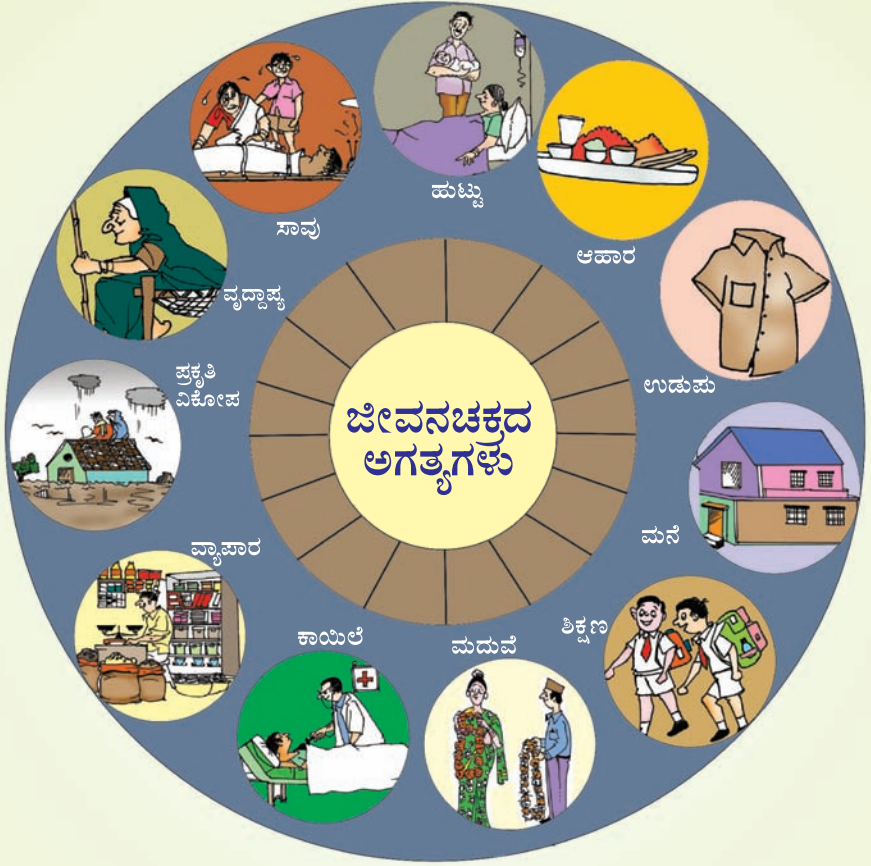 ಹುಟ್ಟು
ಆಹಾರ
ಉಡುಪು
ಮನೆ
ಶಿಕ್ಷಣ
ಮದುವೆ
ಕಾಯಿಲೆ
ವ್ಯಾಪಾರ
ಪ್ರಕೃತಿ
ವಿಕೋಪ
ವೃದ್ದಾಪ್ಯ
ಸಾವು
ಜೀವನಚಕ್ರದ
ಅಗತ್ಯಗಳು